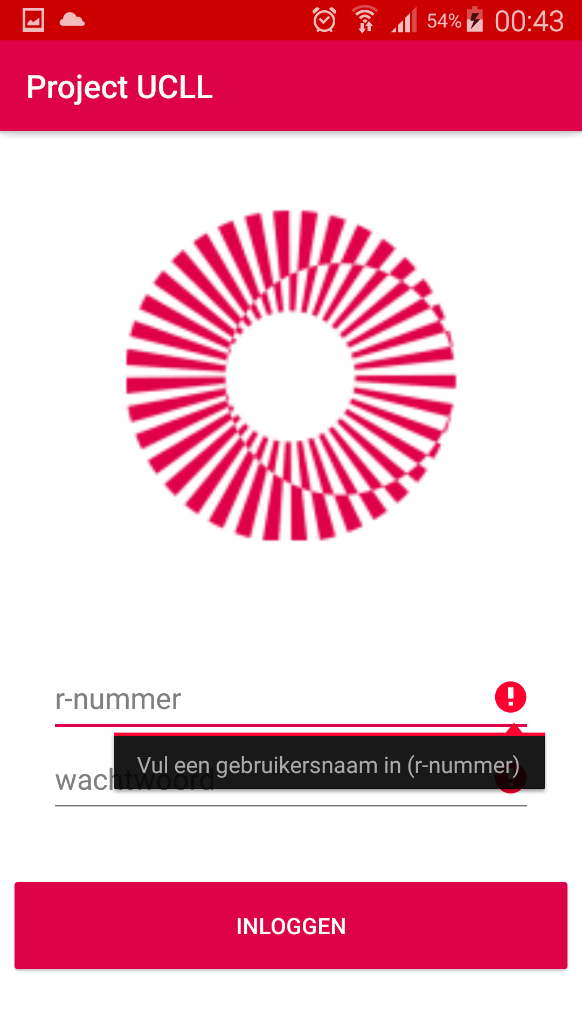 54% 00:43
Project UCLL
r-nummer
Vul een gebruikersnaam in (r-nummer)
wachtwoord
INLOGGEN